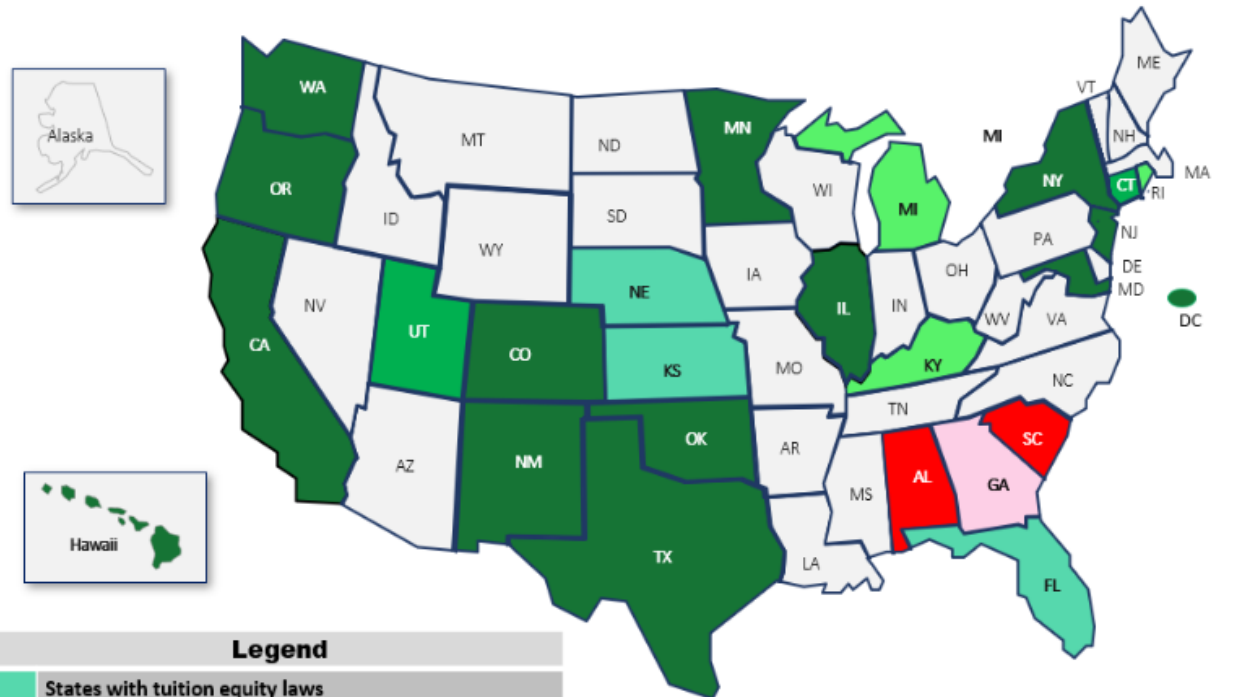 ME
VT
WA
MT
ND
MN
MI
NH
Alaska
OR
ID
SD
WI
MI
NY
CT
MA
RI
WY
PA
NJ
IA
OH
DE
NV
NE
IL
IN
WV
VA
MD
DC
CA
UT
CO
KS
MO
KY
NC
TN
AZ
NM
OK
AR
SC
AL
GA
MS
Hawaii
TX
LA
FL
Legend
States with tuition equity laws